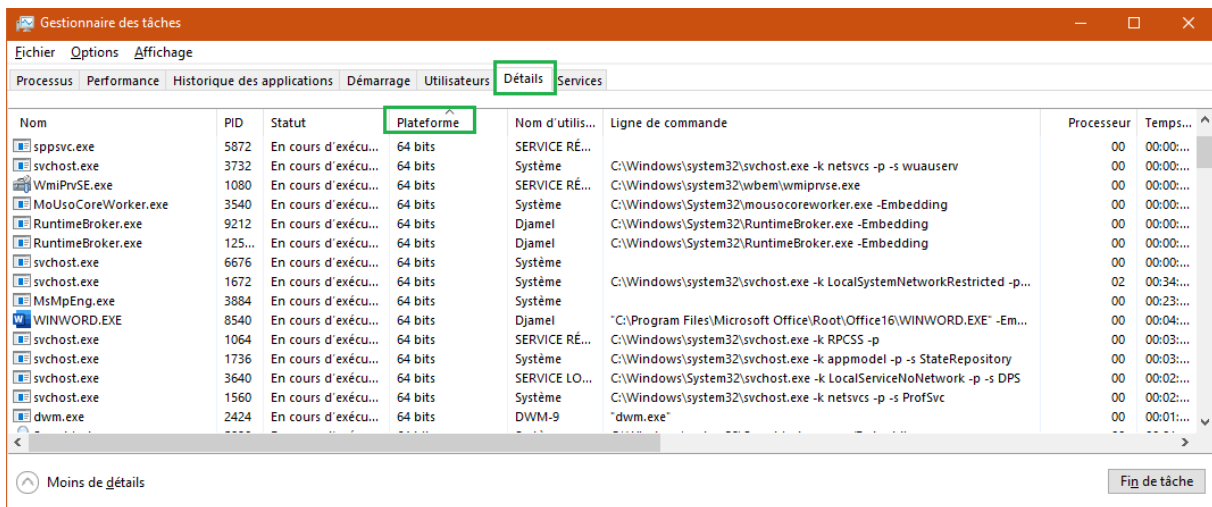 Gestionnaire des tâches
Fichier Options Affichage
Processus Performance Historique des applications Démarrage Utilisateurs Détails Services
Nom PID Statut Plateforme Nom d'utilis... Ligne de commande Processeur Temps...
sppsvc.exe 5872 En cours d'exécu... 64 bits SERVICE RÉ... 00 00:00:...
svchost.exe 3732 En cours d'exécu... 64 bits Système C:\Windows\system32\svchost.exe -k netsvcs -p -s wuauserv 00 00:00:...
WmiPrvSE.exe 1080 En cours d'exécu... 64 bits SERVICE RÉ... C:\Windows\system32\wbem\wmiprvse.exe 00 00:00:...
MoUsoCoreWorker.exe 3540 En cours d'exécu... 64 bits Système C:\Windows\System32\mousocoreworker.exe -Embedding 00 00:00:...
RuntimeBroker.exe 9212 En cours d'exécu... 64 bits Djamel C:\Windows\System32\RuntimeBroker.exe -Embedding 00 00:00:...
RuntimeBroker.exe 125... En cours d'exécu... 64 bits Djamel C:\Windows\System32\RuntimeBroker.exe -Embedding 00 00:00:...
svchost.exe 6676 En cours d'exécu... 64 bits Système 00 00:00:...
svchost.exe 1672 En cours d'exécu... 64 bits Système C:\Windows\system32\svchost.exe -k LocalSystemNetworkRestricted -p... 02 00:34:...
MsMpEng.exe 3884 En cours d'exécu... 64 bits Système 00 00:23:...
WINWORD.EXE 8540 En cours d'exécu... 64 bits Djamel "C:\Program Files\Microsoft Office\Root\Office16\WINWORD.EXE" -Em... 00 00:04:...
svchost.exe 1064 En cours d'exécu... 64 bits SERVICE RÉ... C:\Windows\system32\svchost.exe -k RPCSS -p 00 00:03:...
svchost.exe 1736 En cours d'exécu... 64 bits Système C:\Windows\system32\svchost.exe -k appmodel -p -s StateRepository 00 00:03:...
svchost.exe 3640 En cours d'exécu... 64 bits SERVICE LO... C:\Windows\System32\svchost.exe -k LocalServiceNoNetwork -p -s DPS 00 00:02:...
svchost.exe 1560 En cours d'exécu... 64 bits Système C:\Windows\system32\svchost.exe -k netsvcs -p -s ProfSvc 00 00:02:...
dwm.exe 2424 En cours d'exécu... 64 bits DWM-9 "dwm.exe" 00 00:01:...
Moins de détails Fin de tâche